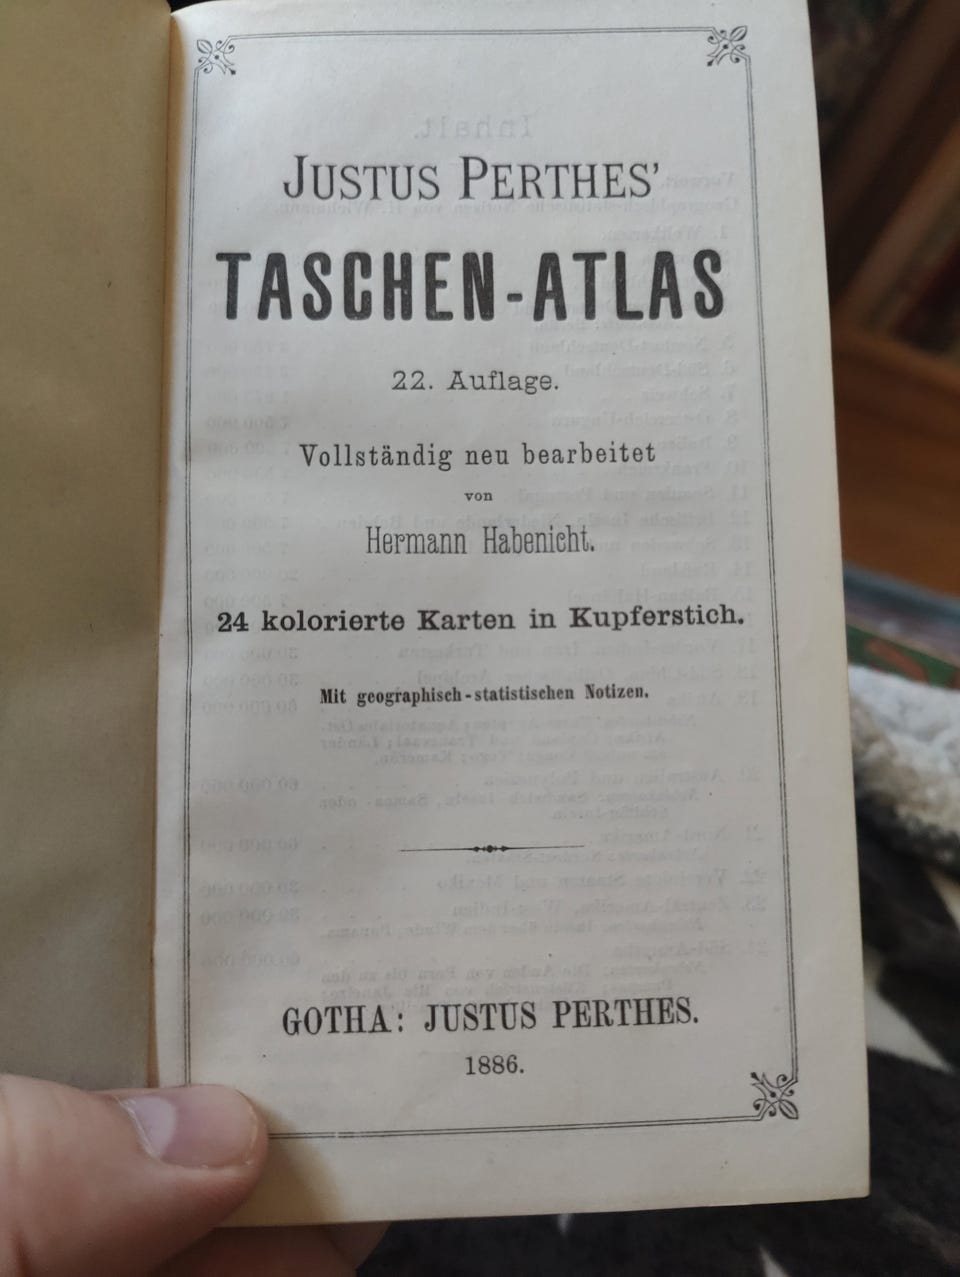 JUSTUS PERTHES'
TASCHEN-ATLAS
22. Auflage.
Vollständig neu bearbeitet
von
Hermann Habenicht.
24 kolorierte Karten in Kupferstich.
Mit geographisch-statistischen Notizen.
GOTHA: JUSTUS PERTHES.
1886.